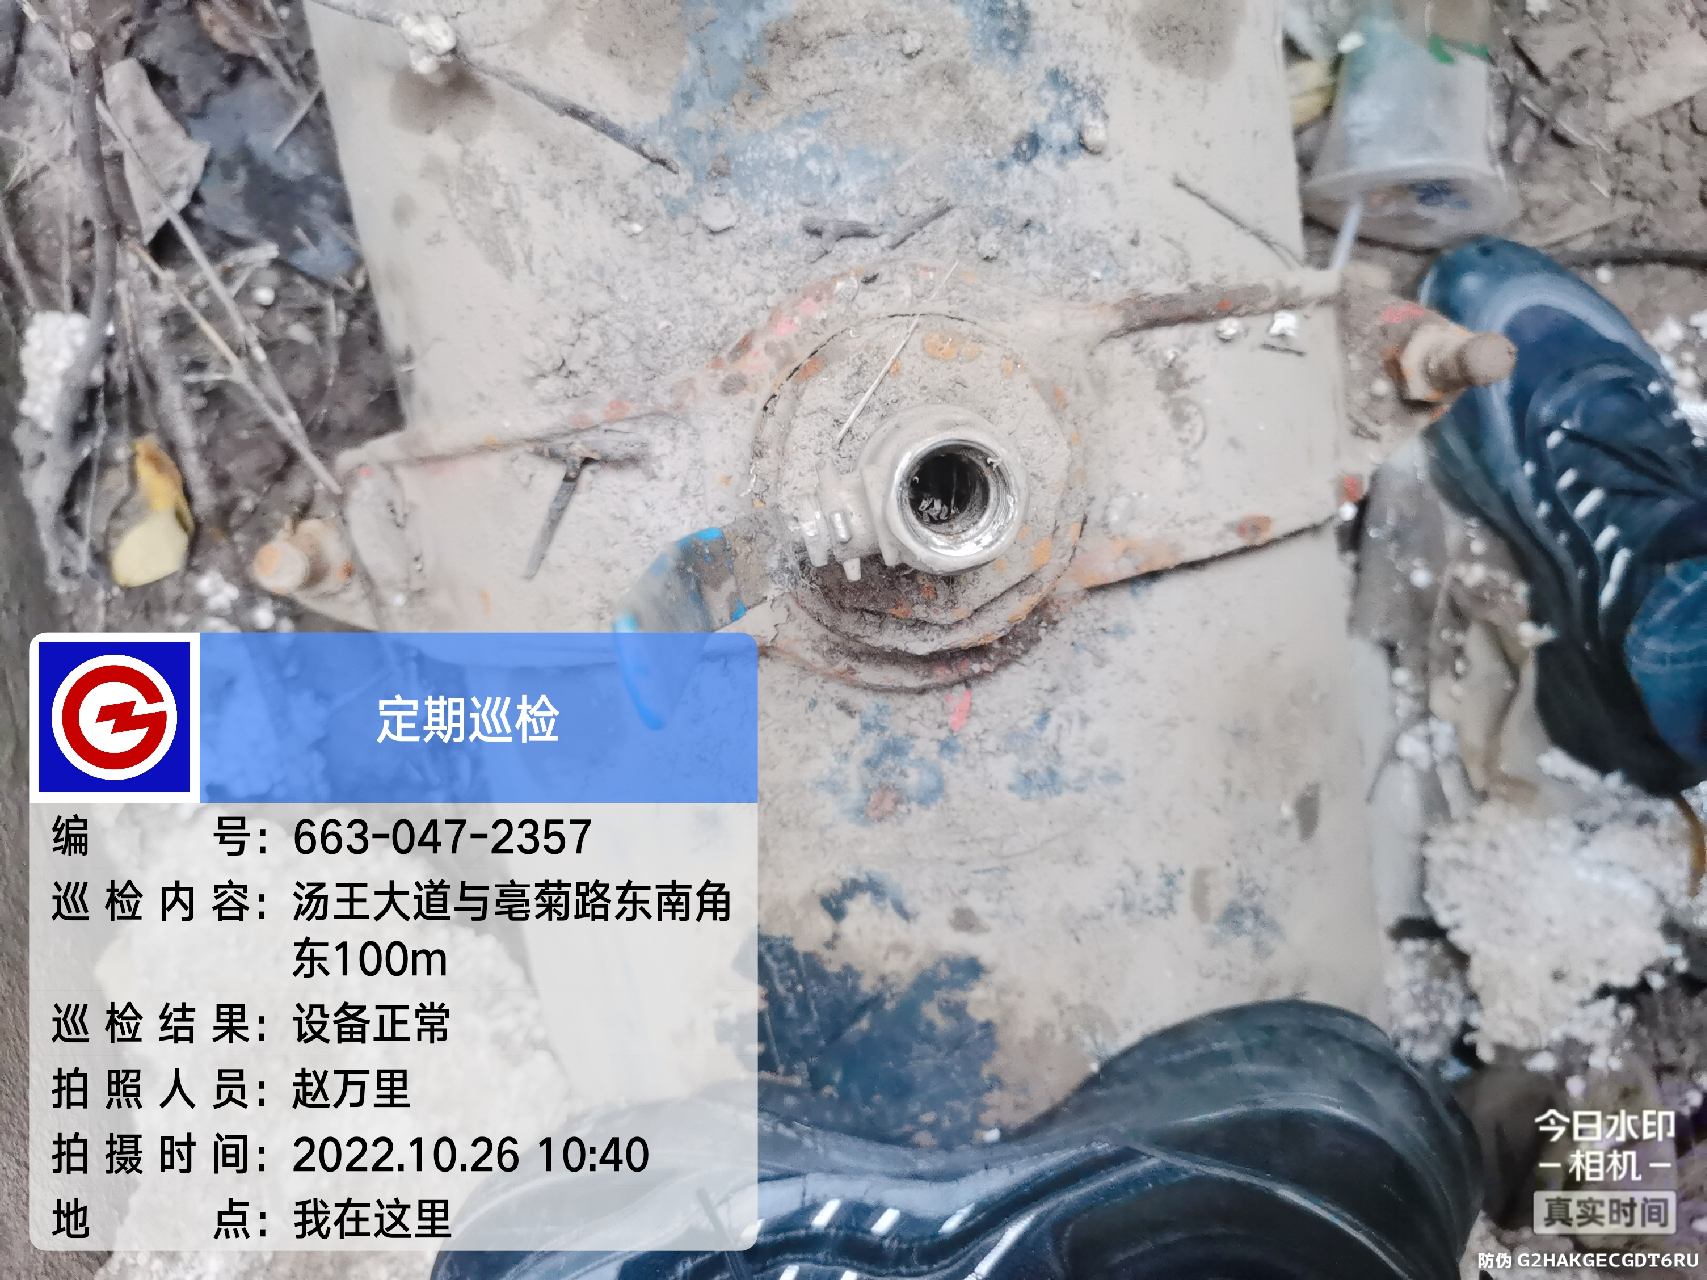 定期巡检
编号：663-047-2357
巡检内容：汤王大道与亳菊路东南角
东100m
巡检结果：设备正常
拍照人员：赵万里
拍摄时间：2022.10.26 10:40
地点：我在这里
今日水印
相机
真实时间
防伪 G2HAKGECGDT6RU